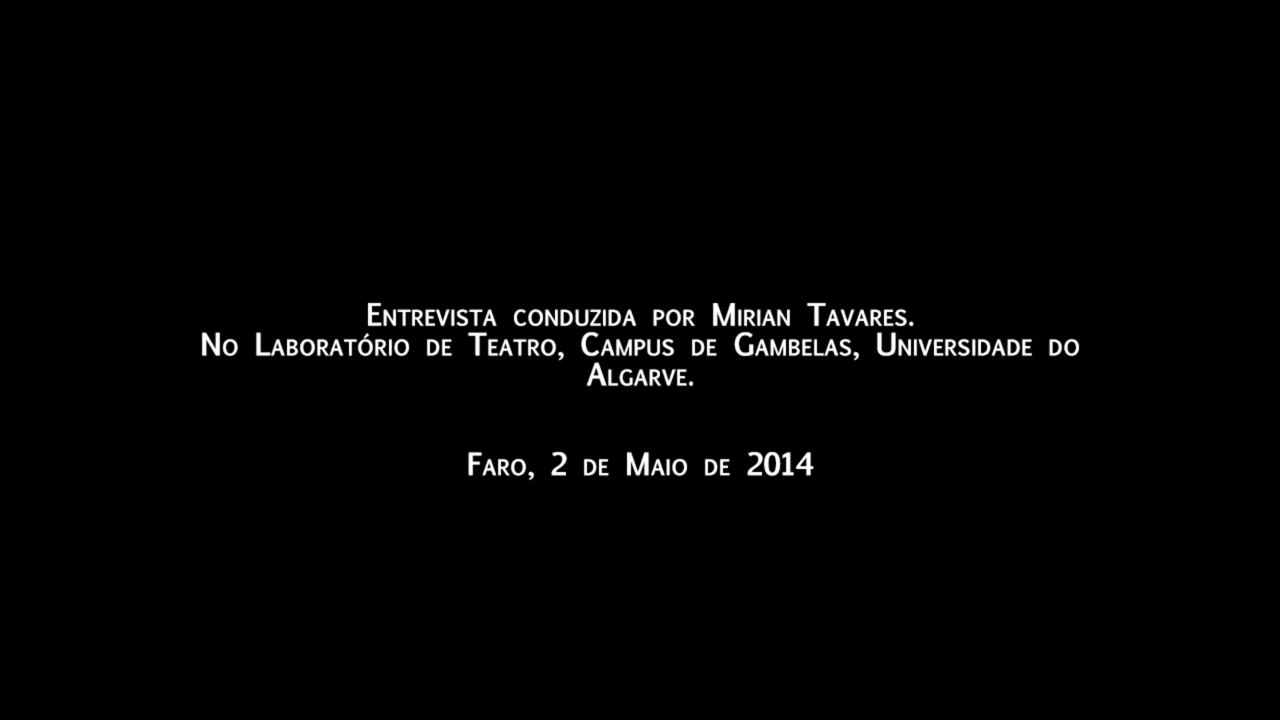 Entrevista conduzida por Mirian Tavares.
No Laboratório de Teatro, Campus de Gambelas, Universidade do
Algarve.
Faro, 2 de Maio de 2014